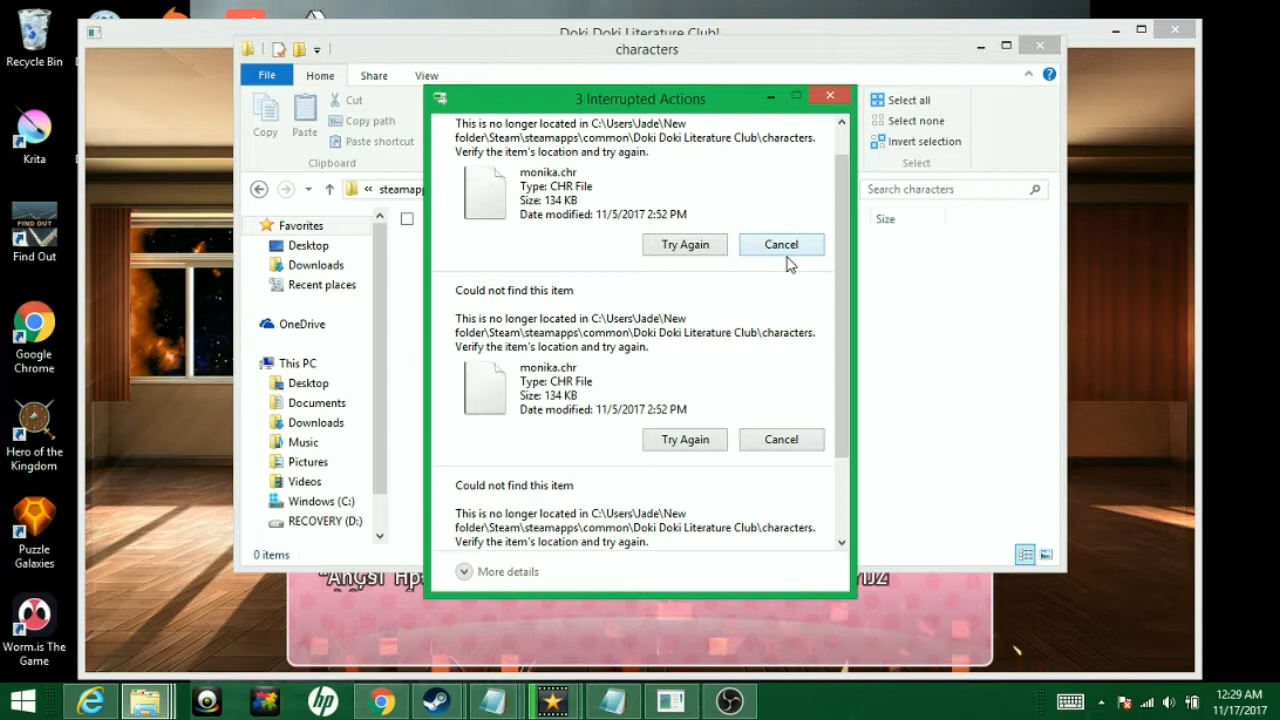 Doki Doki Literature Club!
characters
File
Home
Share
View
Copy
Paste
Cut
Copy path
Paste shortcut
Clipboard
Select all
Select none
Invert selection
Select
« steamapp
Search characters
Favorites
Desktop
Downloads
Recent places
OneDrive
This PC
Desktop
Documents
Downloads
Music
Pictures
Videos
Windows (C:)
RECOVERY (D:)
0 items
Size
3 Interrupted Actions
This is no longer located in C:\Users\Jade\New
folder\Steam\steamapps\common\Doki Doki Literature Club\characters.
Verify the item's location and try again.
monika.chr
Type: CHR File
Size: 134 KB
Date modified: 11/5/2017 2:52 PM
Try Again
Cancel
Could not find this item
This is no longer located in C:\Users\Jade\New
folder\Steam\steamapps\common\Doki Doki Literature Club\characters.
Verify the item's location and try again.
monika.chr
Type: CHR File
Size: 134 KB
Date modified: 11/5/2017 2:52 PM
Try Again
Cancel
Could not find this item
This is no longer located in C:\Users\Jade\New
folder\Steam\steamapps\common\Doki Doki Literature Club\characters.
Verify the item's location and try again.
More details
Recycle Bin
Krita
FIND OUT
Find Out
Google
Chrome
Hero of the
Kingdom
Puzzle
Galaxies
Worm.is The
Game
hp
12:29 AM
11/17/2017